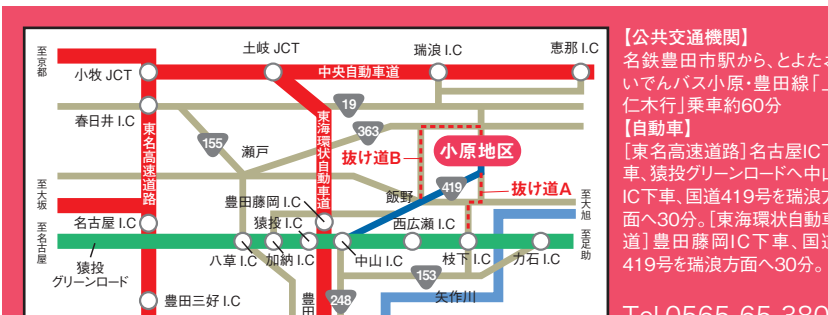 至京都
小牧 JCT
土岐 JCT
瑞浪 I.C
恵那 I.C
中央自動車道
19
春日井 I.C
東名高速道路
155
瀬戸
363
東海環状自動車道
抜け道B
小原地区
419
抜け道A
飯野
至大坂
至大旭
豊田藤岡 I.C
名古屋 I.C
猿投 I.C
西広瀬 I.C
至名古屋
至足助
猿投
グリーンロード
八草 I.C
加納 I.C
中山 I.C
枝下 I.C
力石 I.C
153
豊田三好 I.C
豊田
248
矢作川
【公共交通機関】
名鉄豊田市駅から、とよたお
いでんバス小原・豊田線「上
仁木行」乗車約60分
【自動車】
[東名高速道路]名古屋IC下
車、猿投グリーンロードへ中山
IC下車、国道419号を瑞浪方
面へ30分。[東海環状自動車
道]豊田藤岡IC下車、国道
419号を瑞浪方面へ30分。
Tel.0565-65-380